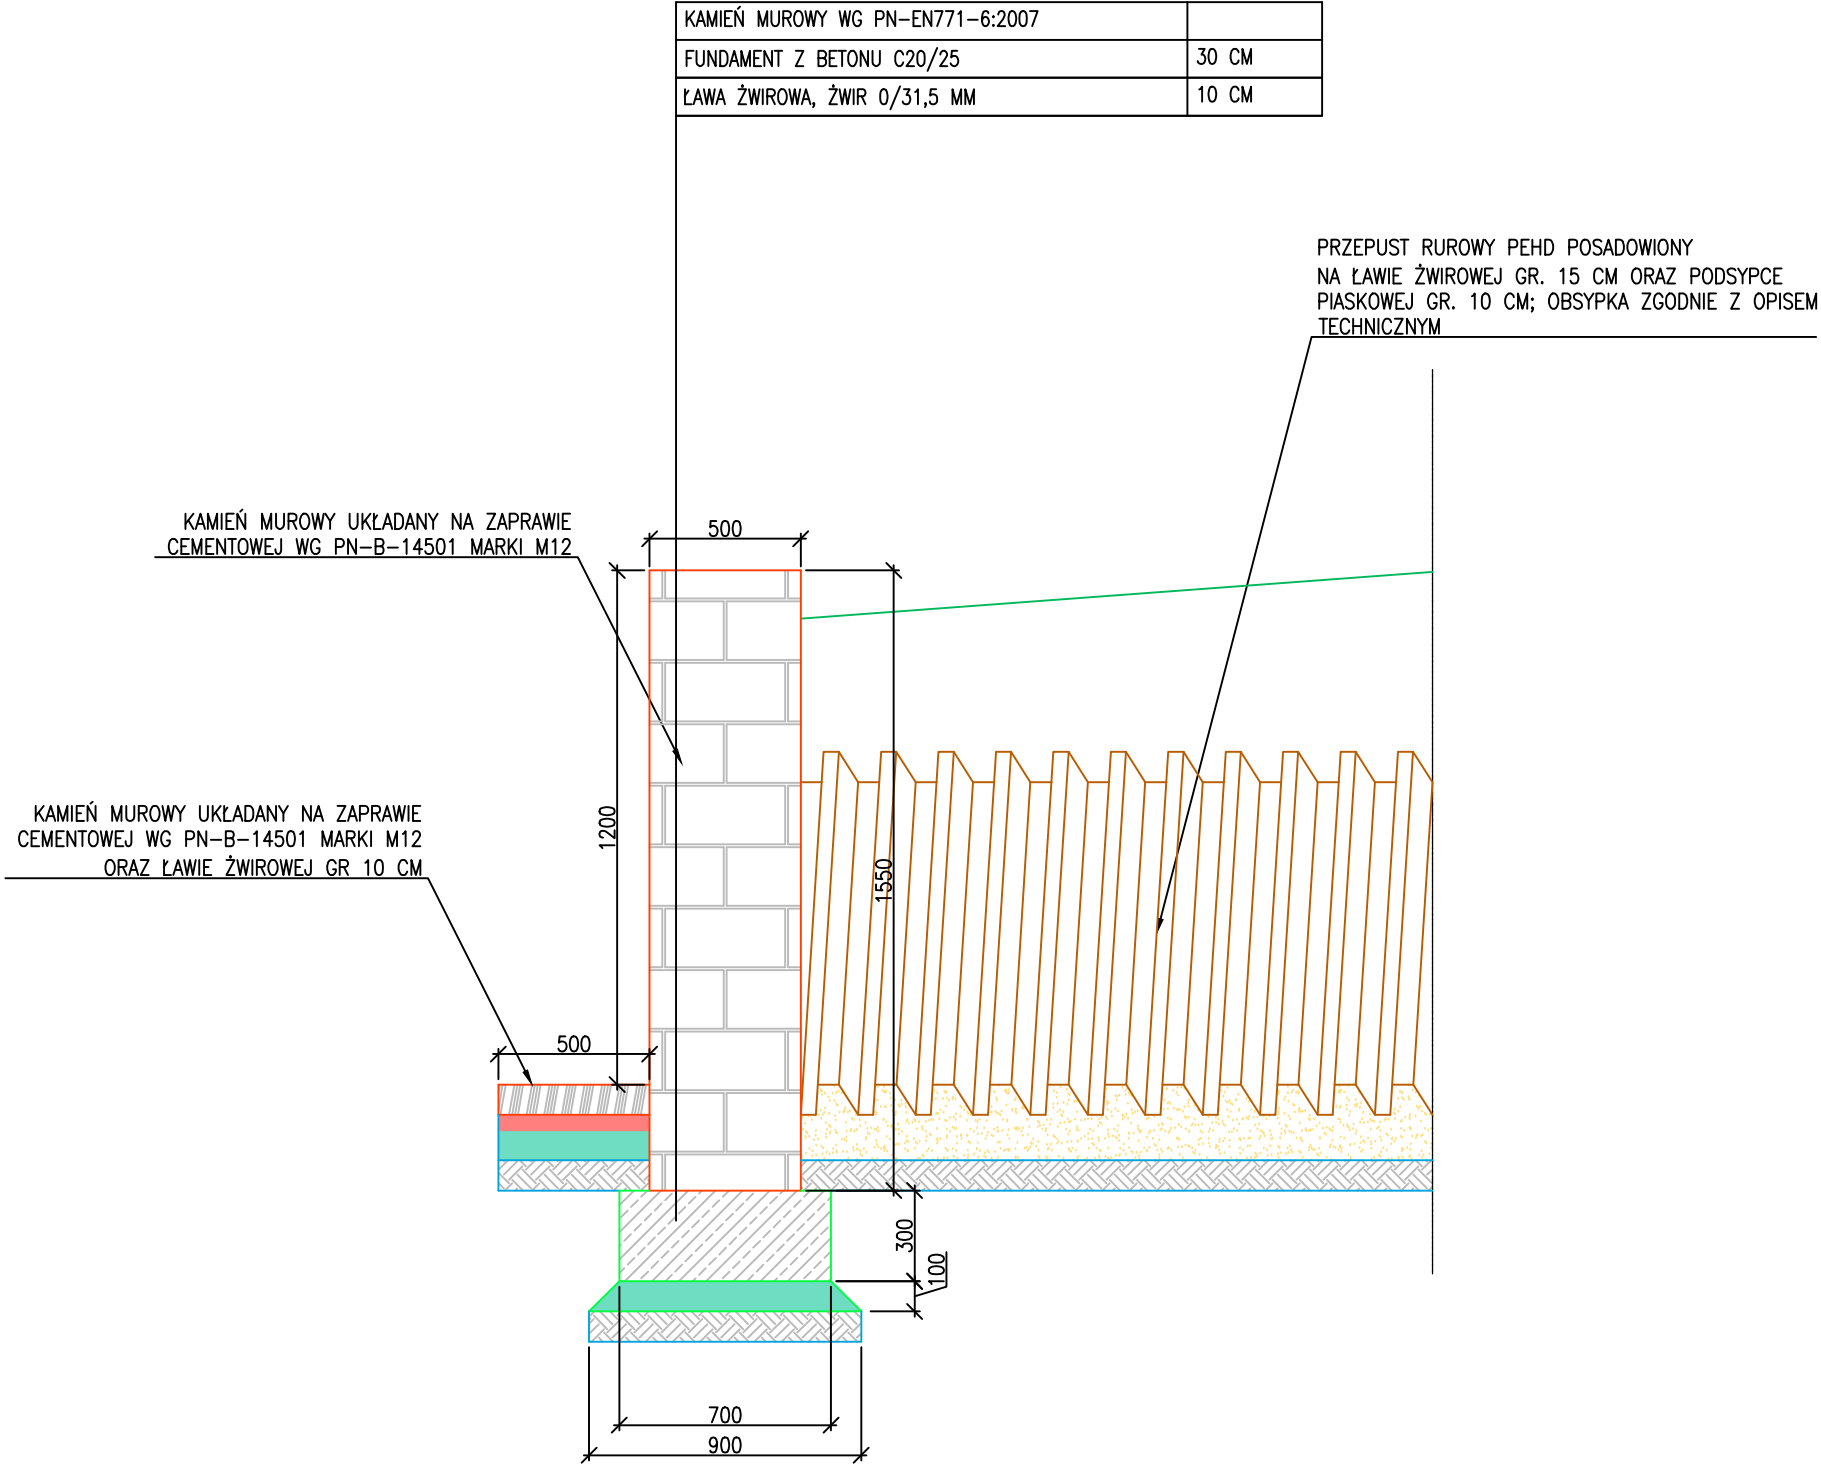 KAMIEŃ MUROWY WG PN-EN771-6:2007
FUNDAMENT Z BETONU C20/25 30 CM
ŁAWA ŻWIROWA, ŻWIR 0/31,5 MM 10 CM
PRZEPUST RUROWY PEHD POSADOWIONY
NA ŁAWIE ŻWIROWEJ GR. 15 CM ORAZ PODSYPCE
PIASKOWEJ GR. 10 CM; OBSYPKA ZGODNIE Z OPISEM
TECHNICZNYM
KAMIEŃ MUROWY UKŁADANY NA ZAPRAWIE
CEMENTOWEJ WG PN-B-14501 MARKI M12
500
1200
1550
KAMIEŃ MUROWY UKŁADANY NA ZAPRAWIE
CEMENTOWEJ WG PN-B-14501 MARKI M12
ORAZ ŁAWIE ŻWIROWEJ GR 10 CM
500
300
100
700
900